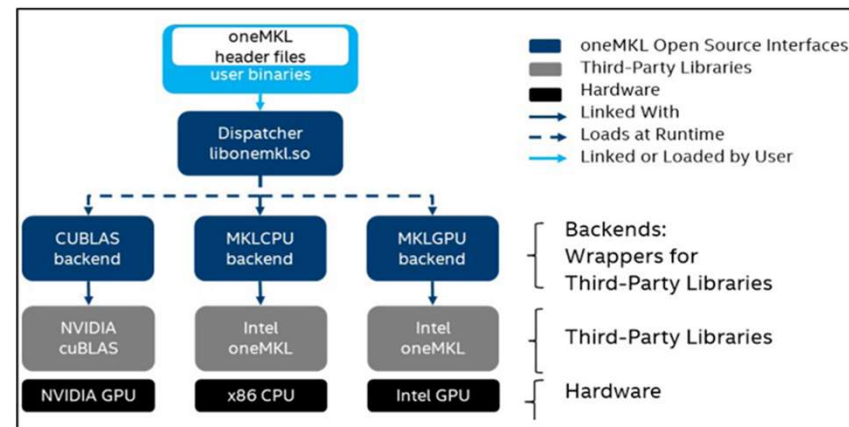 oneMKL
header files
user binaries
Dispatcher
libonemkl.so
oneMKL Open Source Interfaces
Third-Party Libraries
Hardware
Linked With
Loads at Runtime
Linked or Loaded by User
CUBLAS
backend
MKLCPU
backend
MKLGPU
backend
Backends:
Wrappers for
Third-Party Libraries
NVIDIA
cuBLAS
Intel
oneMKL
Intel
oneMKL
Third-Party Libraries
NVIDIA GPU
x86 CPU
Intel GPU
Hardware